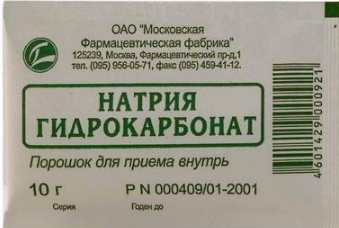 ОАО "Московская
Фармацевтическая фабрика"
125239, Москва, Фармацевтический пр-д,1
тел. (095) 956-05-71, факс (095) 459-41-12.
НАТРИЯ
ГИДРОКАРБОНАТ
Порошок для приема внутрь
10 г
P N 000409/01-2001
Серия
Годен до
4601429000921